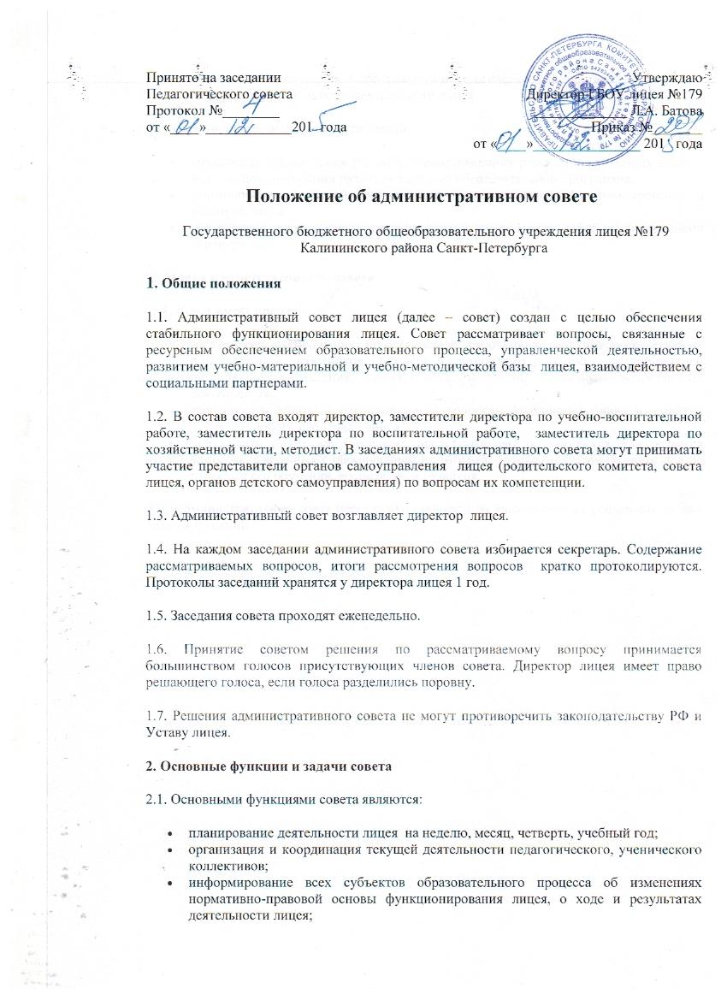 Принято на заседании
Педагогического совета
Протокол № 4
от « 01 » 12 2015 года
Утверждаю
Директор ГБОУ лицея №179
Л.А. Батова
Приказ № 201
от « 01 » 12 2015 года
Положение об административном совете
Государственного бюджетного общеобразовательного учреждения лицея №179
Калининского района Санкт-Петербурга
1. Общие положения
1.1. Административный совет лицея (далее – совет) создан с целью обеспечения
стабильного функционирования лицея. Совет рассматривает вопросы, связанные с
ресурсным обеспечением образовательного процесса, управленческой деятельностью,
развитием учебно-материальной и учебно-методической базы лицея, взаимодействием с
социальными партнерами.
1.2. В состав совета входят директор, заместители директора по учебно-воспитательной
работе, заместитель директора по воспитательной работе, заместитель директора по
хозяйственной части, методист. В заседаниях административного совета могут принимать
участие представители органов самоуправления лицея (родительского комитета, совета
лицея, органов детского самоуправления) по вопросам их компетенции.
1.3. Административный совет возглавляет директор лицея.
1.4. На каждом заседании административного совета избирается секретарь. Содержание
рассматриваемых вопросов, итоги рассмотрения вопросов кратко протоколируются.
Протоколы заседаний хранятся у директора лицея 1 год.
1.5. Заседания совета проходят еженедельно.
1.6. Принятие советом решения по рассматриваемому вопросу принимается
большинством голосов присутствующих членов совета. Директор лицея имеет право
решающего голоса, если голоса разделились поровну.
1.7. Решения административного совета не могут противоречить законодательству РФ и
Уставу лицея.
2. Основные функции и задачи совета
2.1. Основными функциями совета являются:
• планирование деятельности лицея на неделю, месяц, четверть, учебный год;
• организация и координация текущей деятельности педагогического, ученического
коллективов;
• информирование всех субъектов образовательного процесса об изменениях
нормативно-правовой основы функционирования лицея, о ходе и результатах
деятельности лицея;